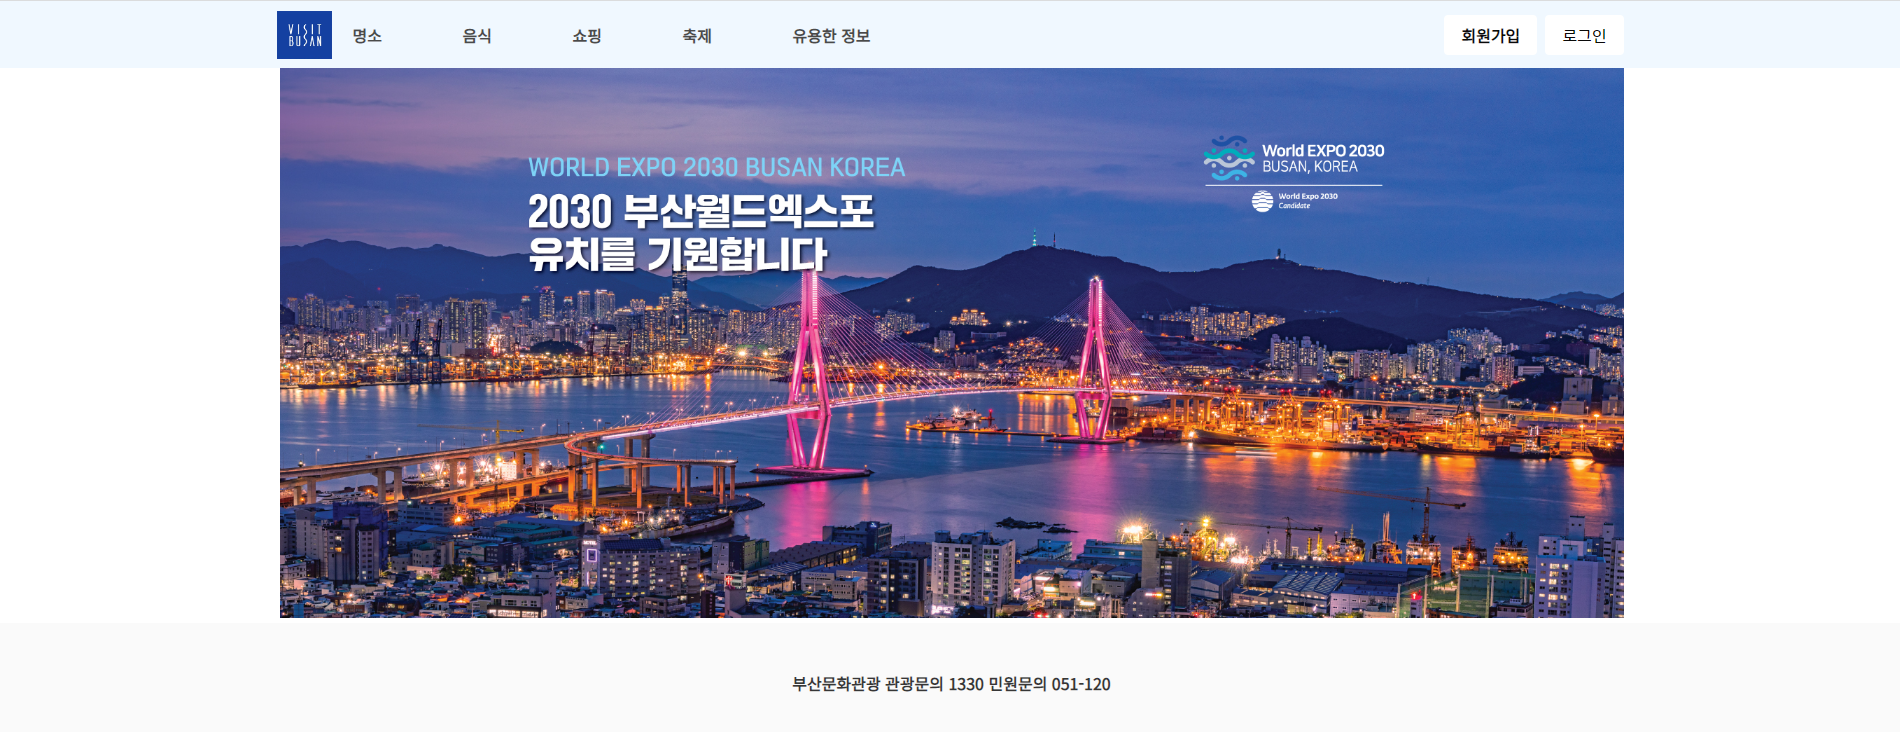 VISIT
BUSAN
명소
음식
쇼핑
축제
유용한 정보
회원가입
로그인
WORLD EXPO 2030 BUSAN KOREA
2030 부산월드엑스포
유치를 기원합니다
World EXPO 2030
BUSAN, KOREA
World Expo 2030
Candidate
부산문화관광 관광문의 1330 민원문의 051-120